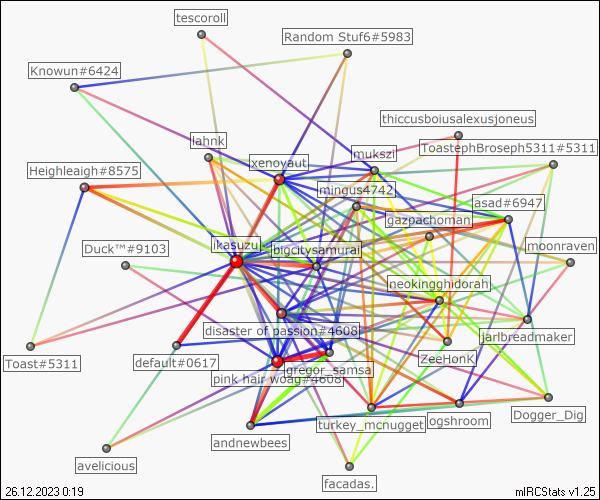 tescoroll
Random Stuf6#5983
Knowun#6424
thiccusboiusalexusjoneus
lahnk
ToastephBroseph5311#5311
mukszi
xenoyaut
Heighleaigh#8575
mingus4742
asad#6947
gazpachoman
Duck™#9103
ikasuzu
bigcitysamurai
moonraven
neokingghidorah
disaster of passion#4608
jarlbreadmaker
Toast#5311
default#0617
ZeeHonK
gregor_samsa
pink hair woag#4608
Dogger_Dig
turkey_mcnugget
ogshroom
andnewbees
avelicious
facadas.
26.12.2023 0:19
mIRCStats v1.25